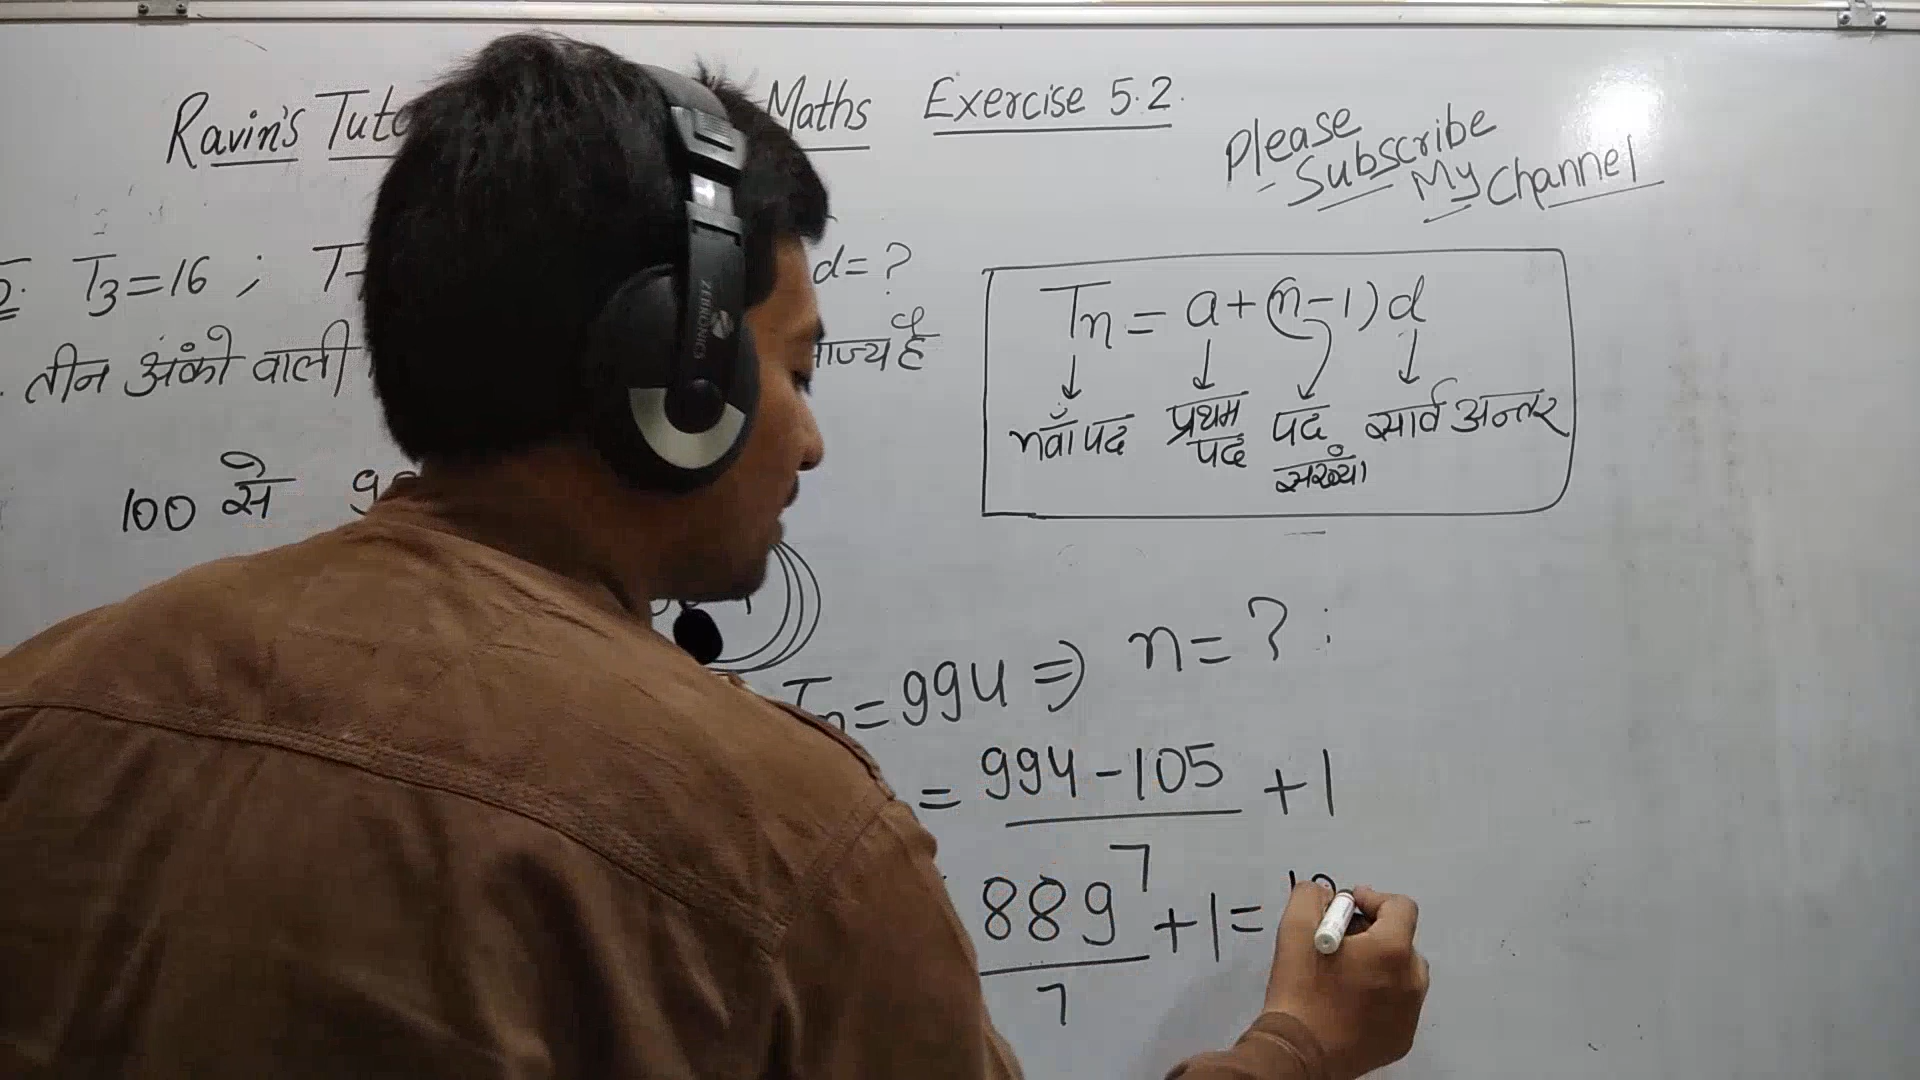 Ravin's Maths Exercise 5.2.
Please
Subscribe
My Channel
T₃=16 ; d=?
Tn = a+(n-1)d
तीन अंको वाली है
nवाँ पद प्रथम पद सार्व अन्तर
पद संख्या
100 से
Tn=994 ⇒ n=?
= 994-105 + 1
7
889 + 1 =
7
ZEBRONICS